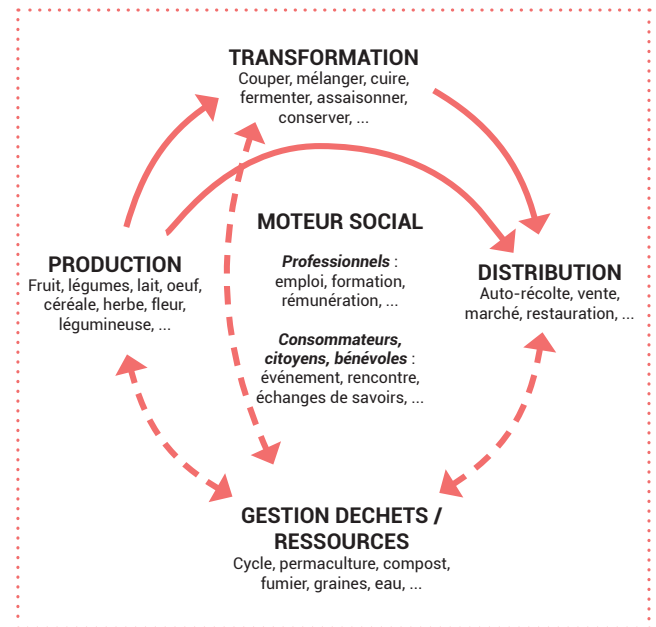 TRANSFORMATION
Couper, mélanger, cuire,
fermenter, assaisonner,
conserver, ...
MOTEUR SOCIAL
Professionnels :
emploi, formation,
rémunération, ...
Consommateurs,
citoyens, bénévoles :
événement, rencontre,
échanges de savoirs, ...
PRODUCTION
Fruit, légumes, lait, oeuf,
céréale, herbe, fleur,
légumineuse, ...
DISTRIBUTION
Auto-récolte, vente,
marché, restauration, ...
GESTION DECHETS /
RESSOURCES
Cycle, permaculture, compost,
fumier, graines, eau, ...